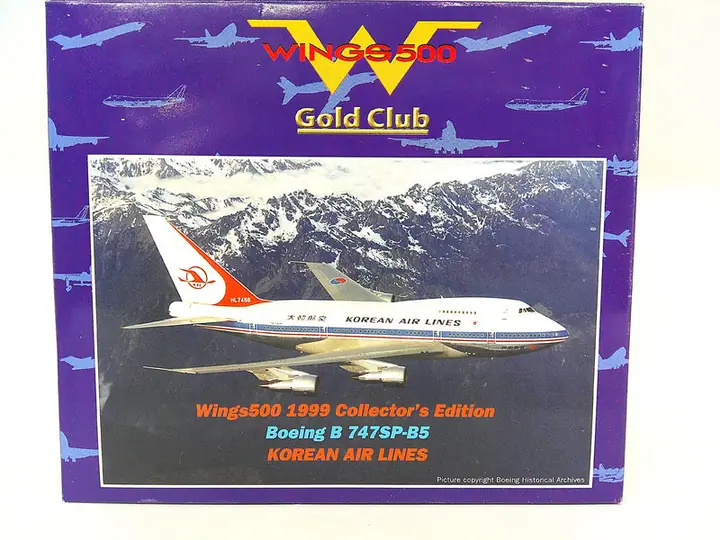 WINGS500
Gold Club
HL7456
大韓航空 KOREAN AIR LINES
Wings500 1999 Collector's Edition
Boeing B 747SP-B5
KOREAN AIR LINES
Picture copyright Boeing Historical Archives